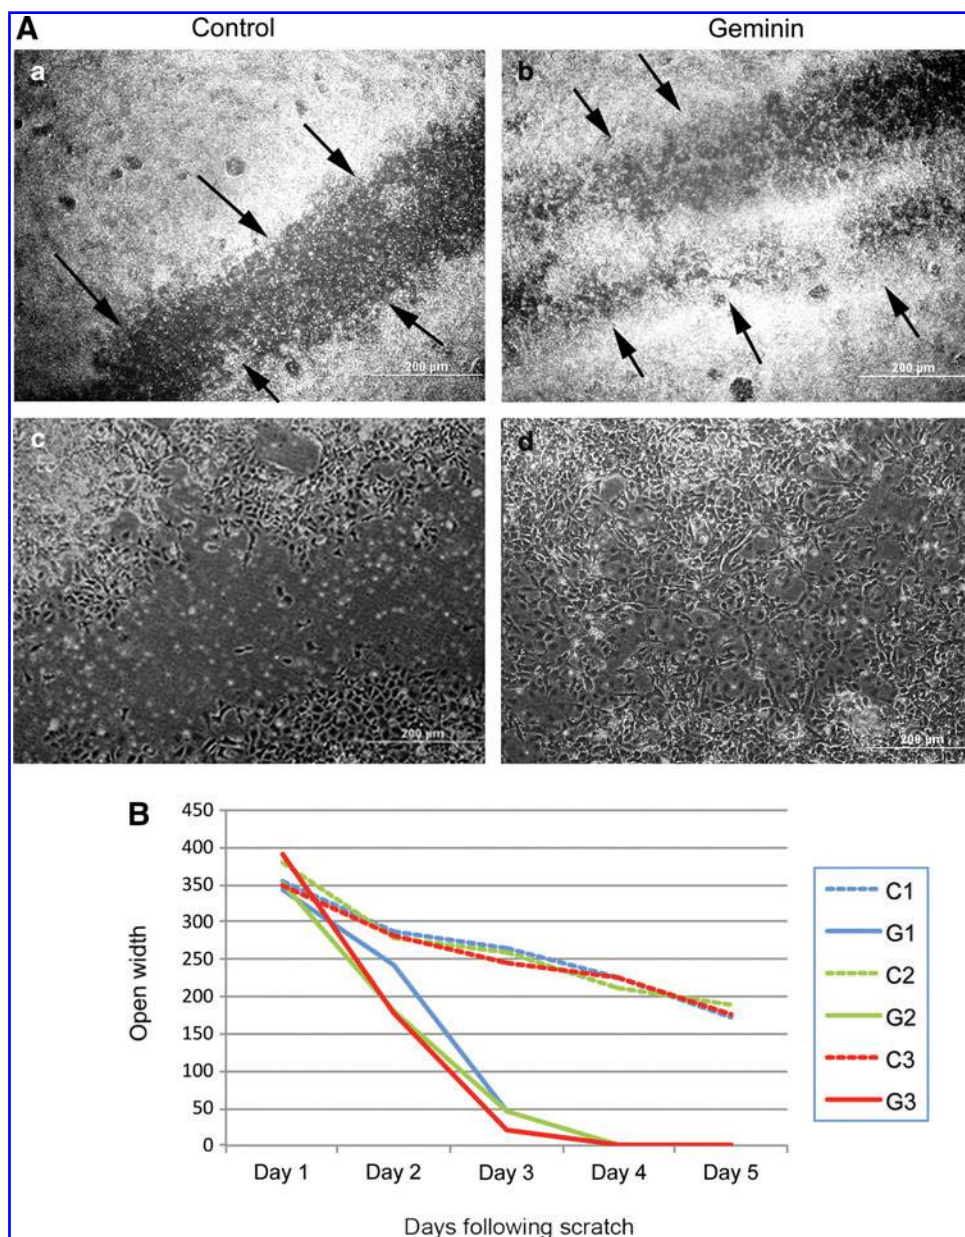 A
Control
Geminin
a
b
200 µm
200 µm
c
d
200 µm
200 µm
B
450
400
350
300
250
200
150
100
50
0
Open width
Day 1 Day 2 Day 3 Day 4 Day 5
Days following scratch
C1
G1
C2
G2
C3
G3